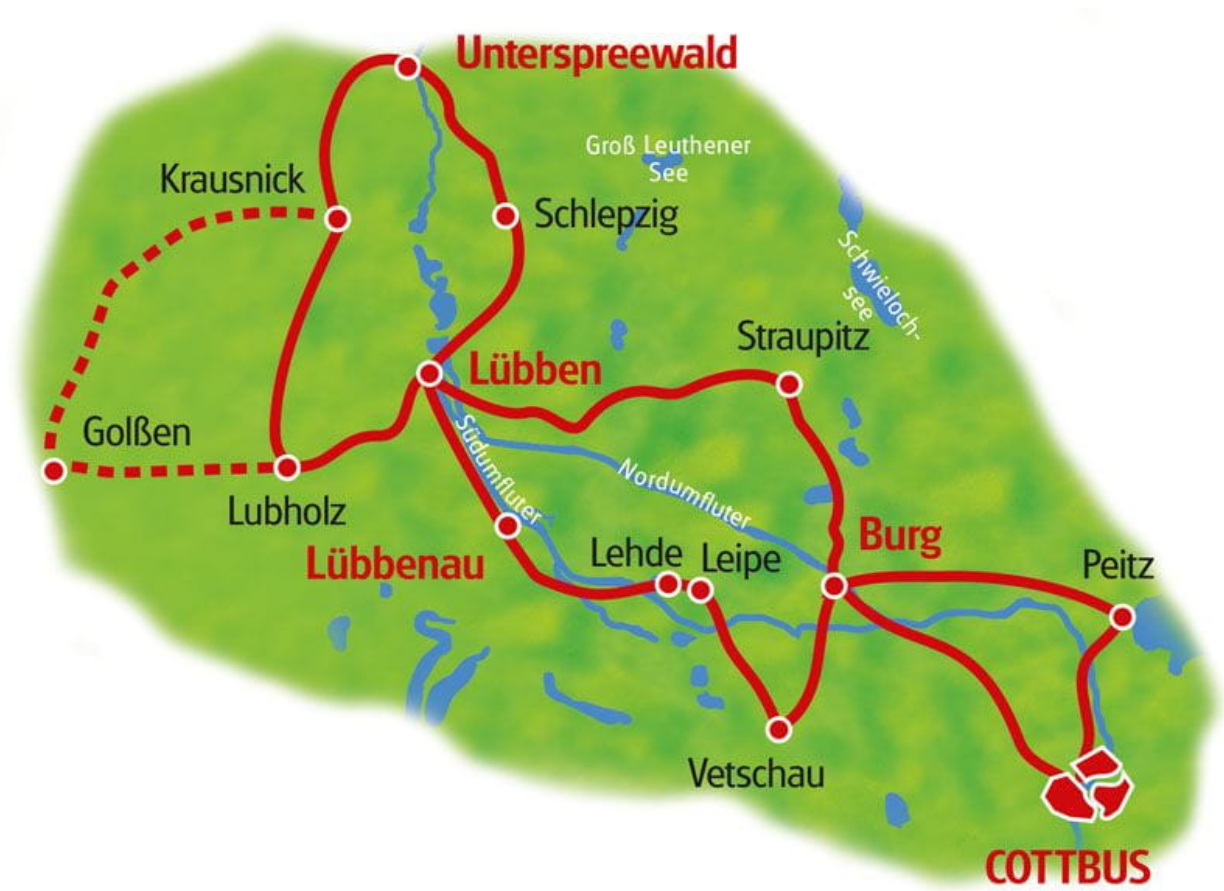 Unterspreewald
Groß Leuthener
See
Krausnick
Schlepzig
Schwieloch-
see
Straupitz
Lübben
Golßen
Südumfluter
Nordumfluter
Lubholz
Burg
Lübbenau
Lehde
Leipe
Peitz
Vetschau
COTTBUS